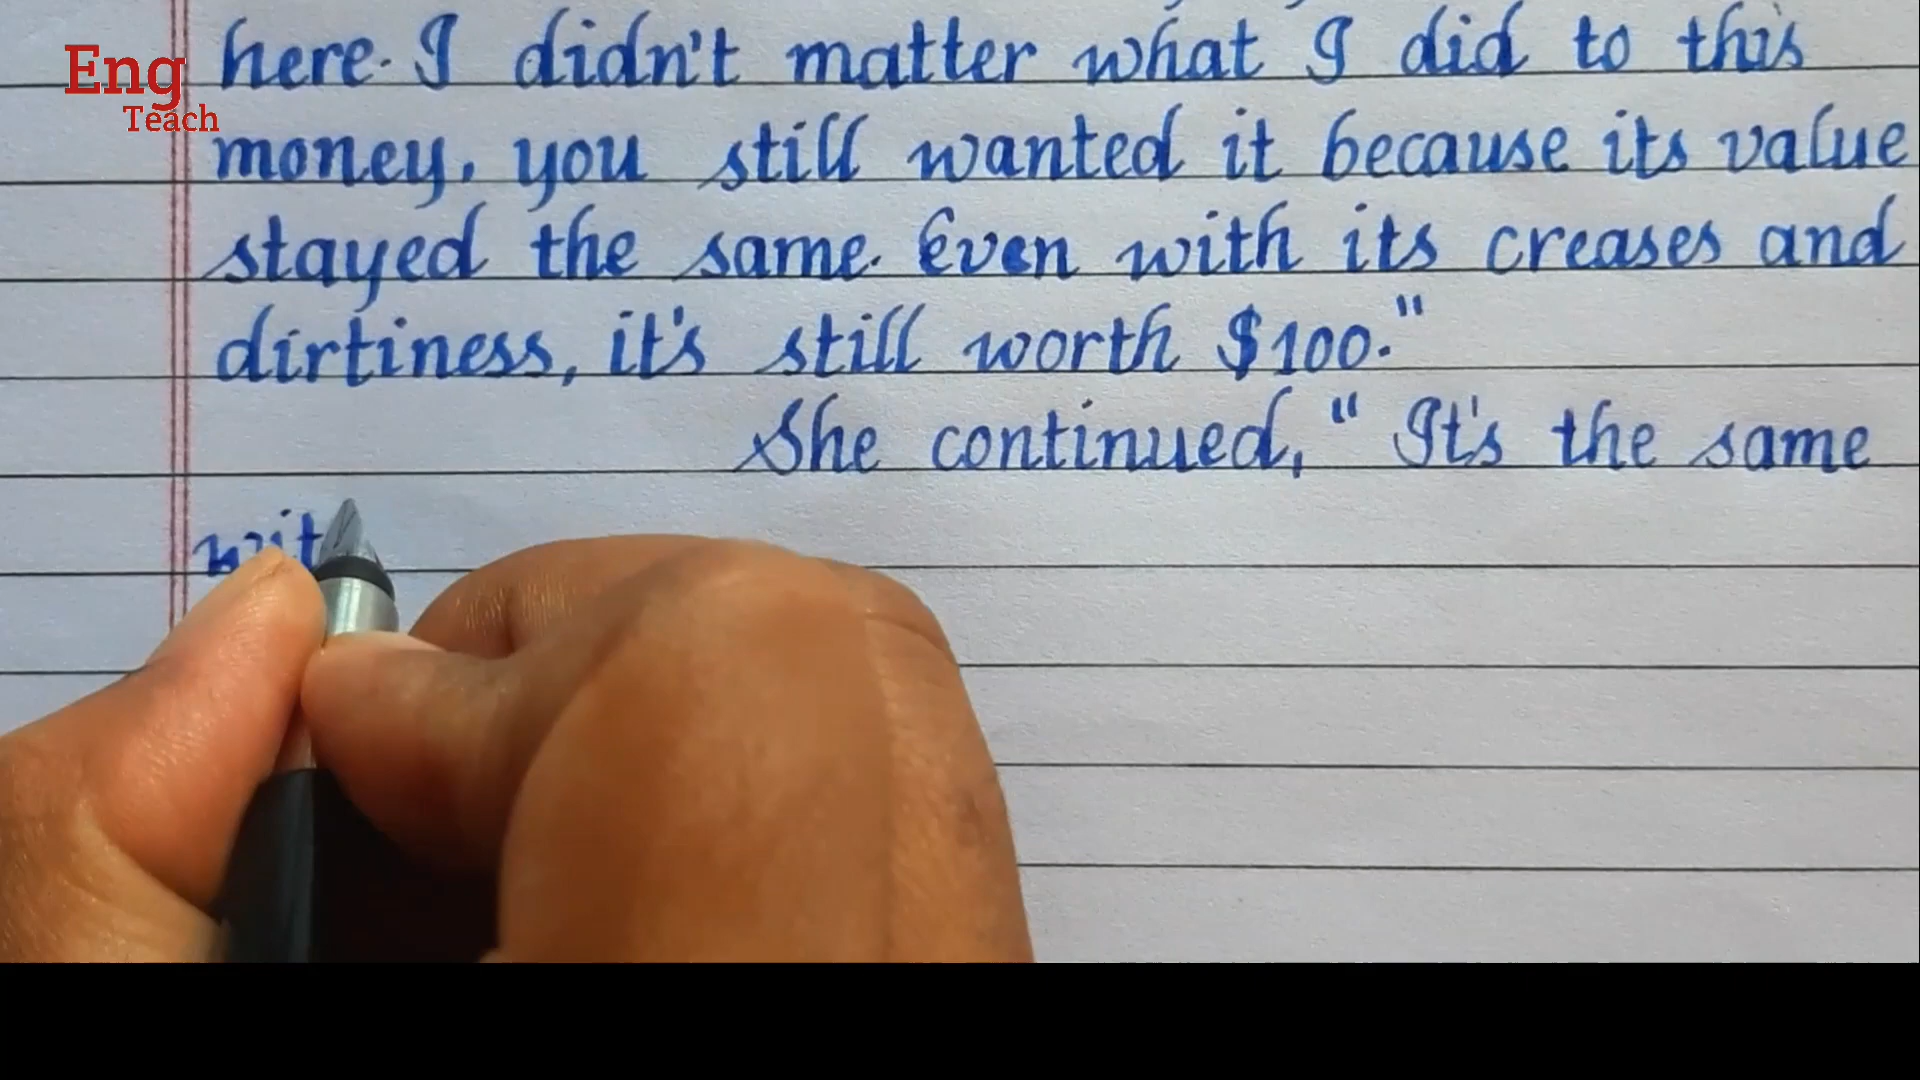 Eng
Teach
here. I didn't matter what I did to this
money, you still wanted it because its value
stayed the same. Even with its creases and
dirtiness, it's still worth $100."
She continued, "It's the same
wit